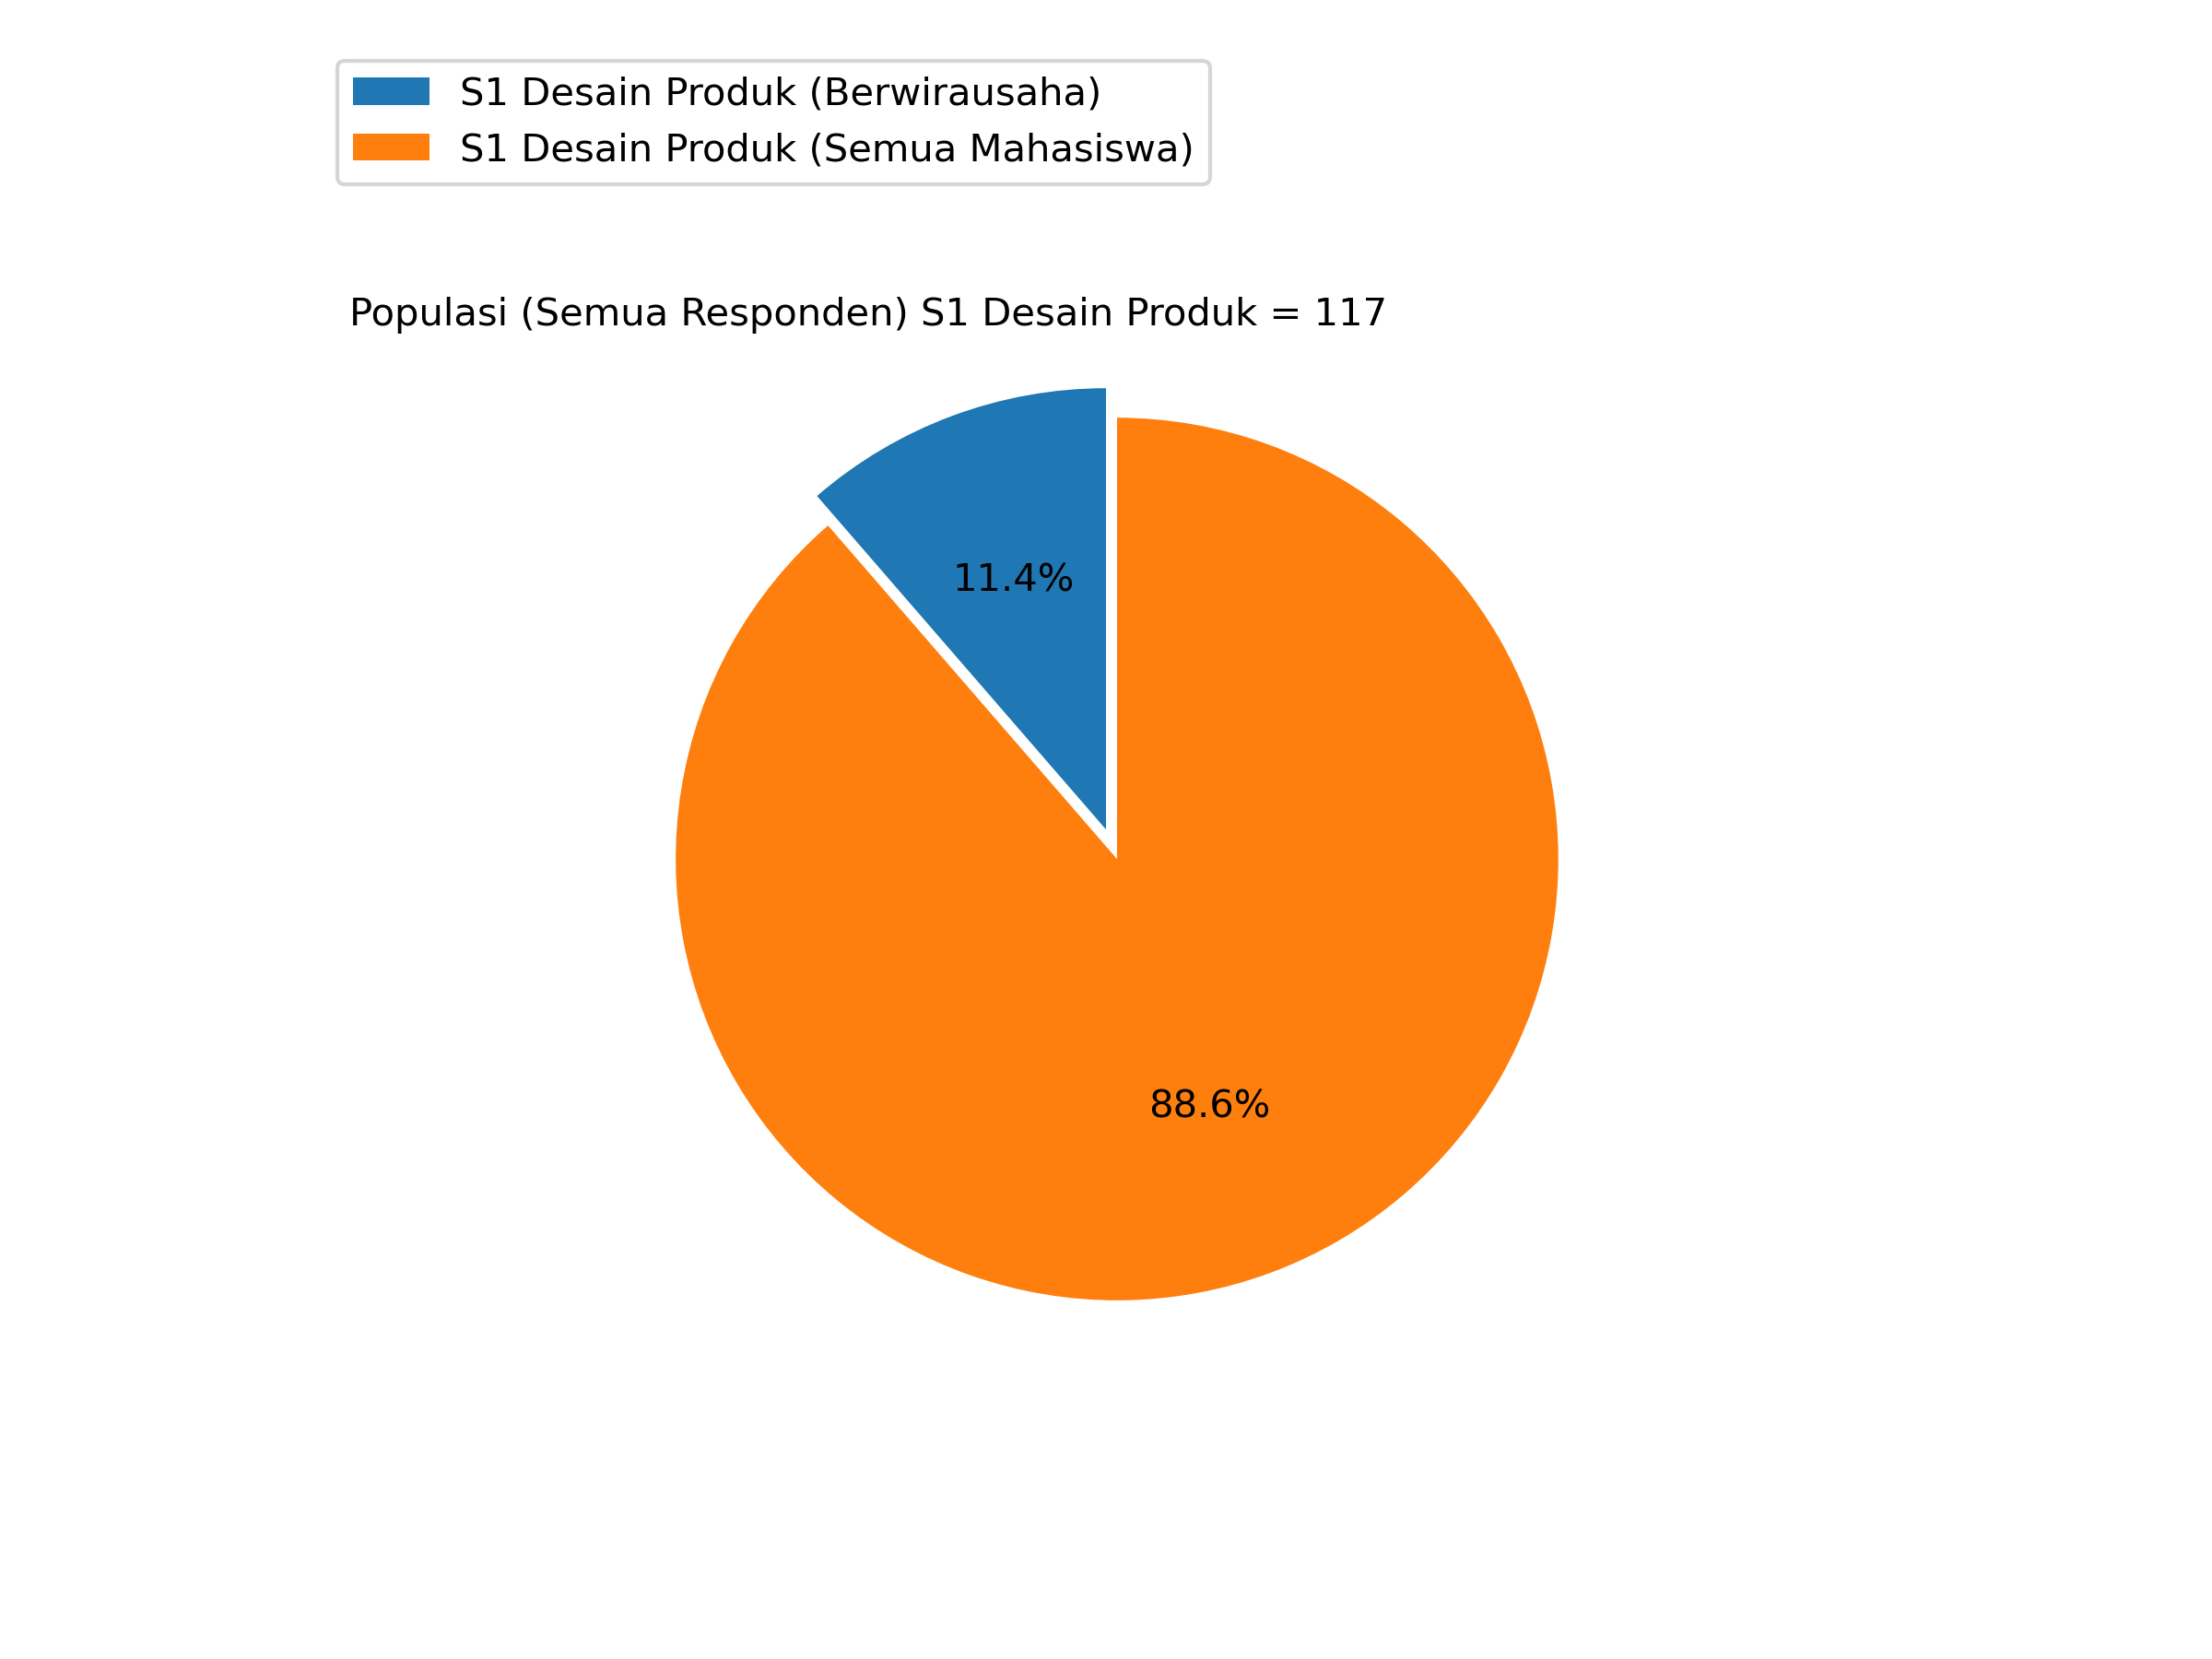 S1 Desain Produk (Berwirausaha)
S1 Desain Produk (Semua Mahasiswa)
Populasi (Semua Responden) S1 Desain Produk = 117
11.4%
88.6%